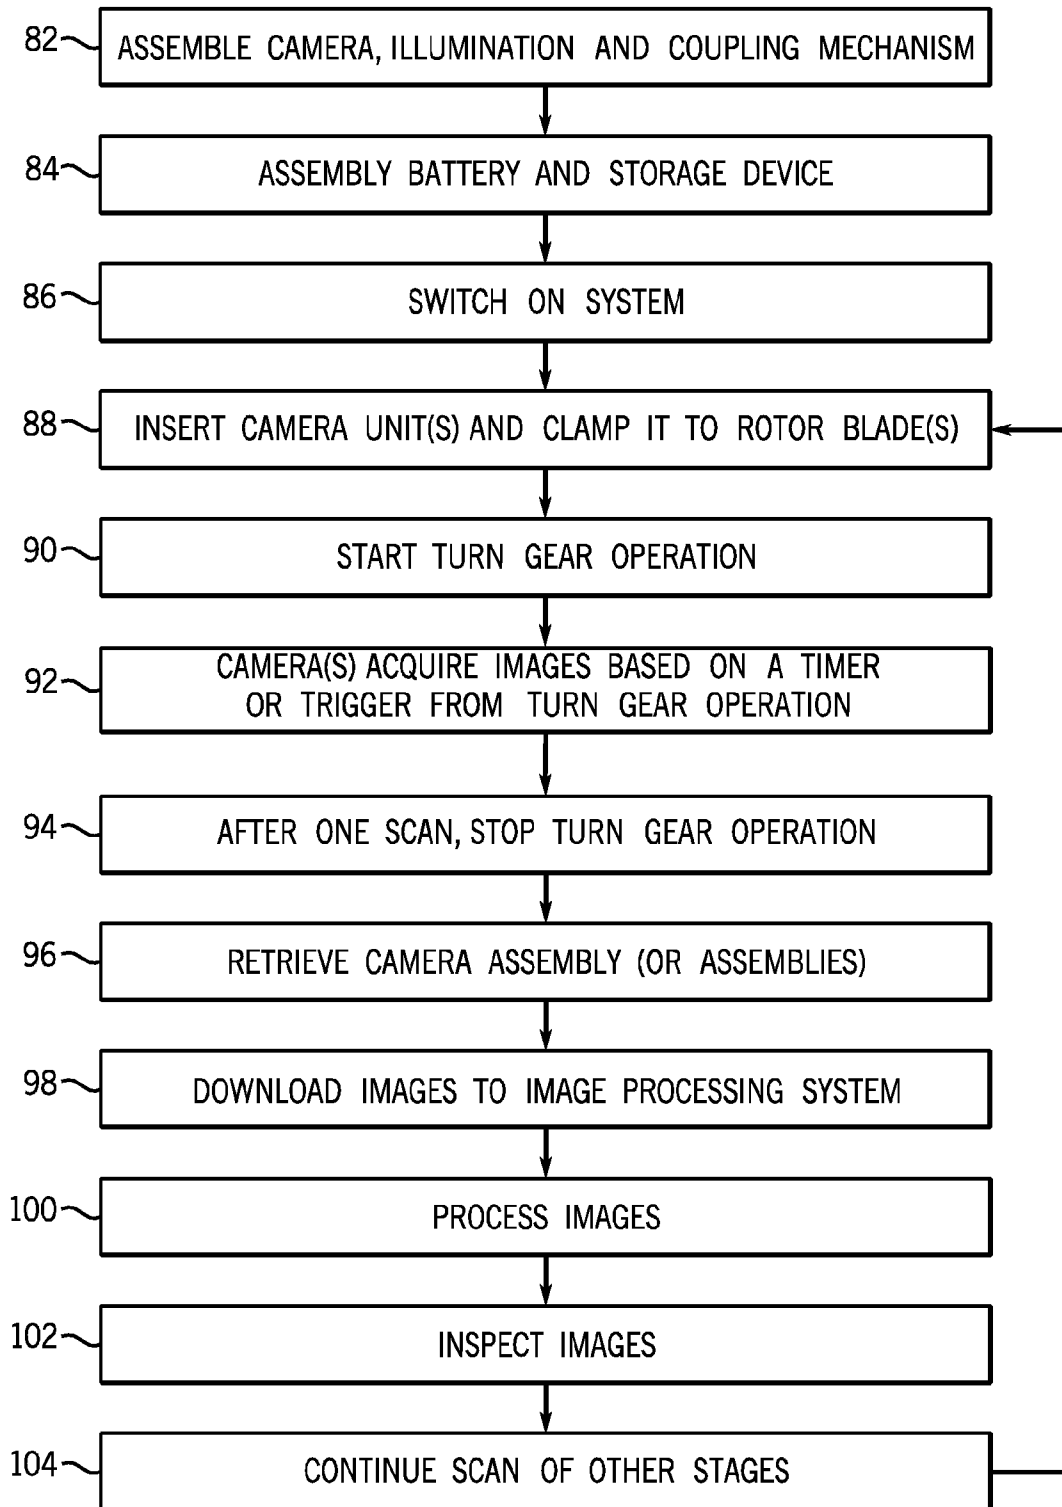 82 ASSEMBLE CAMERA, ILLUMINATION AND COUPLING MECHANISM
84 ASSEMBLY BATTERY AND STORAGE DEVICE
86 SWITCH ON SYSTEM
88 INSERT CAMERA UNIT(S) AND CLAMP IT TO ROTOR BLADE(S)
90 START TURN GEAR OPERATION
92 CAMERA(S) ACQUIRE IMAGES BASED ON A TIMER
OR TRIGGER FROM TURN GEAR OPERATION
94 AFTER ONE SCAN, STOP TURN GEAR OPERATION
96 RETRIEVE CAMERA ASSEMBLY (OR ASSEMBLIES)
98 DOWNLOAD IMAGES TO IMAGE PROCESSING SYSTEM
100 PROCESS IMAGES
102 INSPECT IMAGES
104 CONTINUE SCAN OF OTHER STAGES